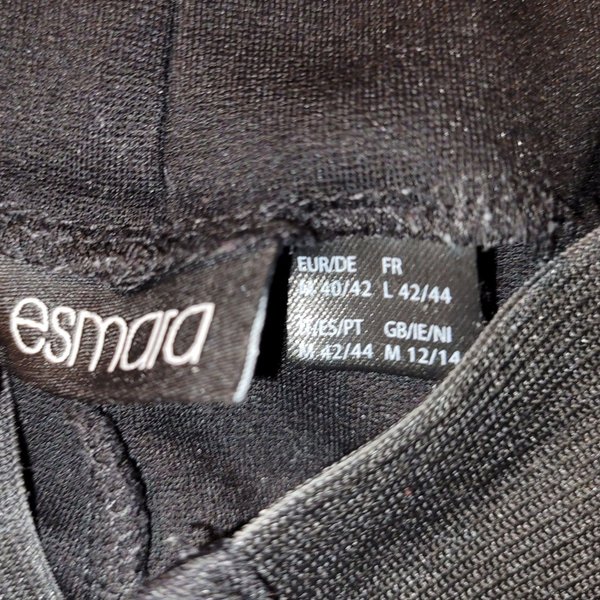 esmara
EUR/DE FR
M 40/42 L 42/44
IT/ES/PT GB/IE/NI
M 42/44 M 12/14